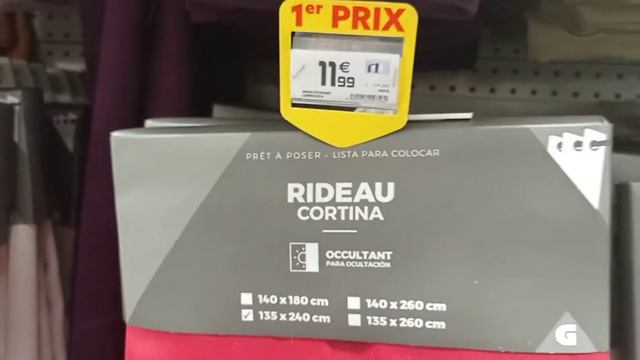 1er PRIX
11€99
PRÊT À POSER - LISTA PARA COLOCAR
RIDEAU
CORTINA
OCCULTANT
PARA OCULTACIÓN
140 x 180 cm
140 x 260 cm
135 x 240 cm
135 x 260 cm
G